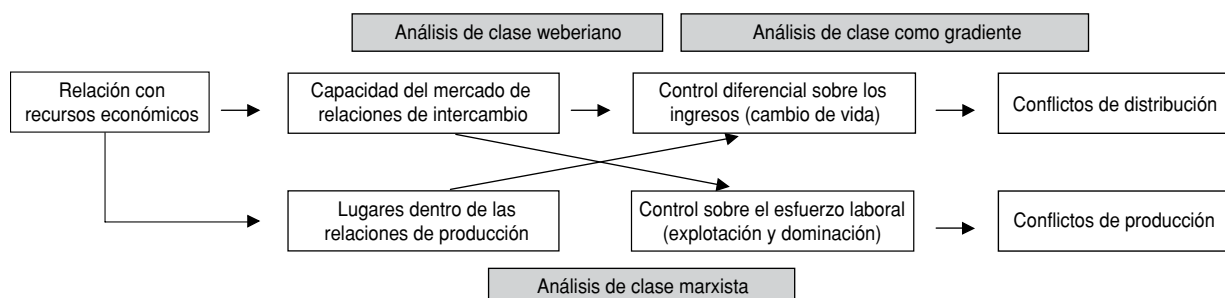 Análisis de clase weberiano
Análisis de clase como gradiente
Relación con
recursos económicos
Capacidad del mercado de
relaciones de intercambio
Control diferencial sobre los
ingresos (cambio de vida)
Conflictos de distribución
Lugares dentro de las
relaciones de producción
Control sobre el esfuerzo laboral
(explotación y dominación)
Conflictos de producción
Análisis de clase marxista